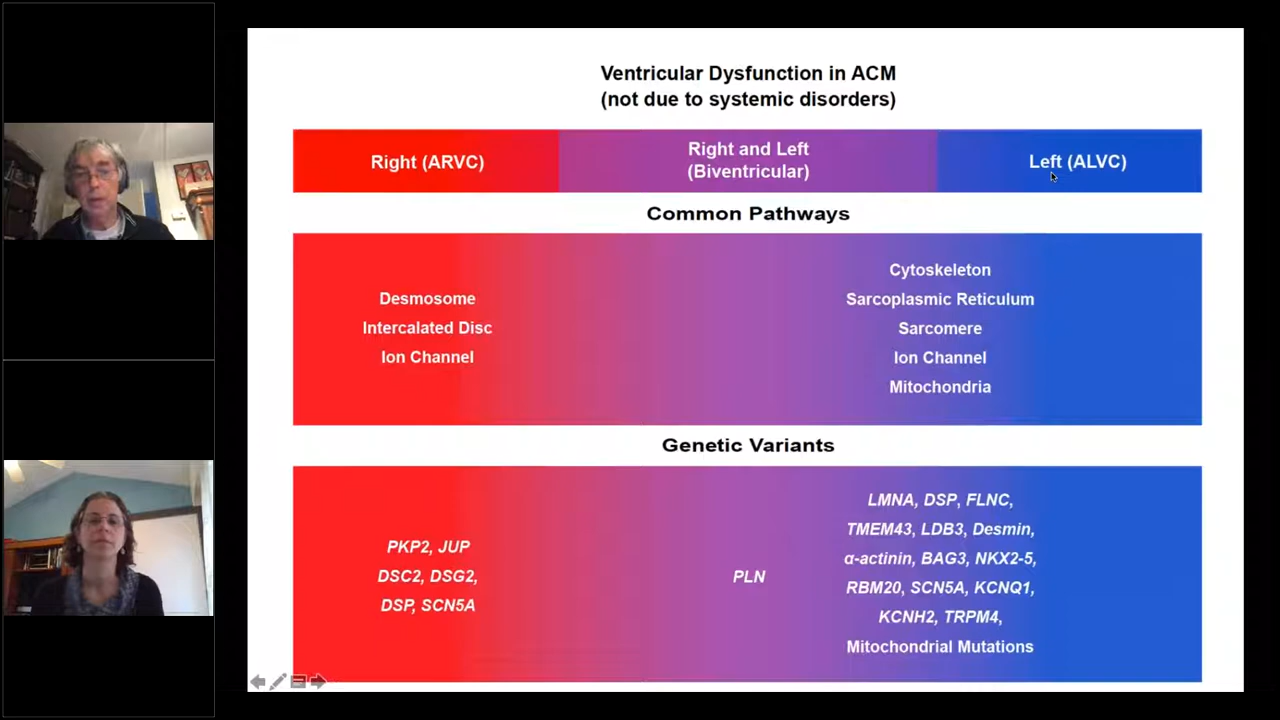 Ventricular Dysfunction in ACM
(not due to systemic disorders)
Right (ARVC)
Right and Left
(Biventricular)
Left (ALVC)
Common Pathways
Desmosome
Intercalated Disc
Ion Channel
Cytoskeleton
Sarcoplasmic Reticulum
Sarcomere
Ion Channel
Mitochondria
Genetic Variants
PKP2, JUP
DSC2, DSG2,
DSP, SCN5A
PLN
LMNA, DSP, FLNC,
TMEM43, LDB3, Desmin,
α-actinin, BAG3, NKX2-5,
RBM20, SCN5A, KCNQ1,
KCNH2, TRPM4,
Mitochondrial Mutations